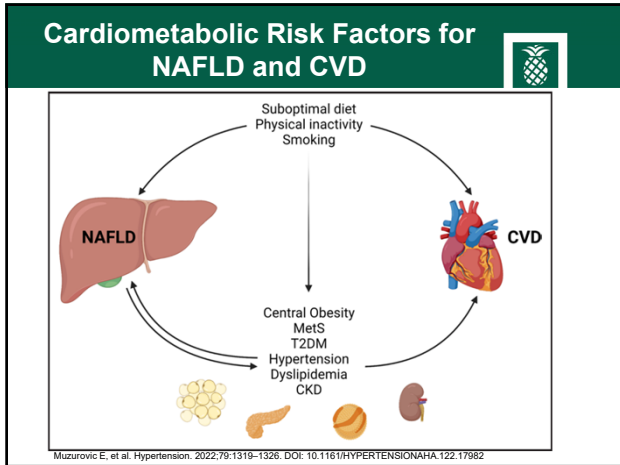 Cardiometabolic Risk Factors for
NAFLD and CVD
Suboptimal diet
Physical inactivity
Smoking
NAFLD
CVD
Central Obesity
MetS
T2DM
Hypertension
Dyslipidemia
CKD
Muzurovic E, et al. Hypertension. 2022;79:1319–1326. DOI: 10.1161/HYPERTENSIONAHA.122.17982